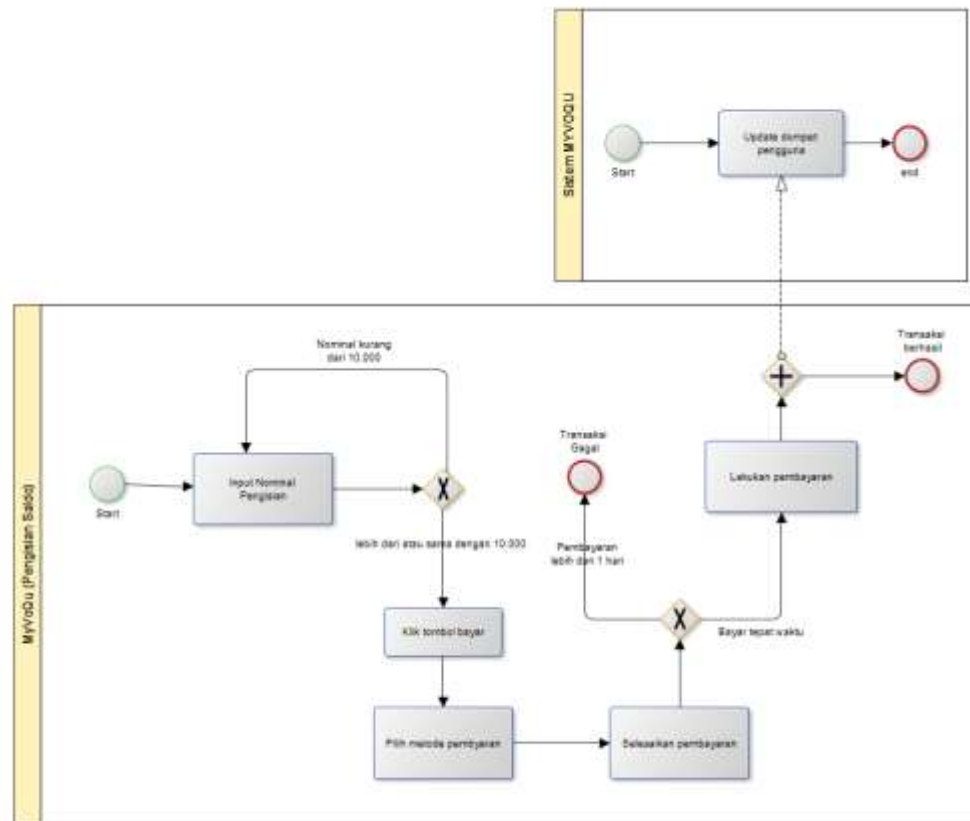 Sistem MYVOQU
Start
Update dompet
pengguna
end
MyVoQu (Pengisian Saldo)
Nominal kurang
dari 10.000
Start
Input Nominal
Pengisian
lebih dari atau sama dengan 10.000
Klik tombol bayar
Pilih metode pembyaran
Selesaikan pembayaran
Transaksi
Gagal
Pembayaran
lebih dari 1 hari
Bayar tepat waktu
Lakukan pembayaran
Transaksi
berhasil